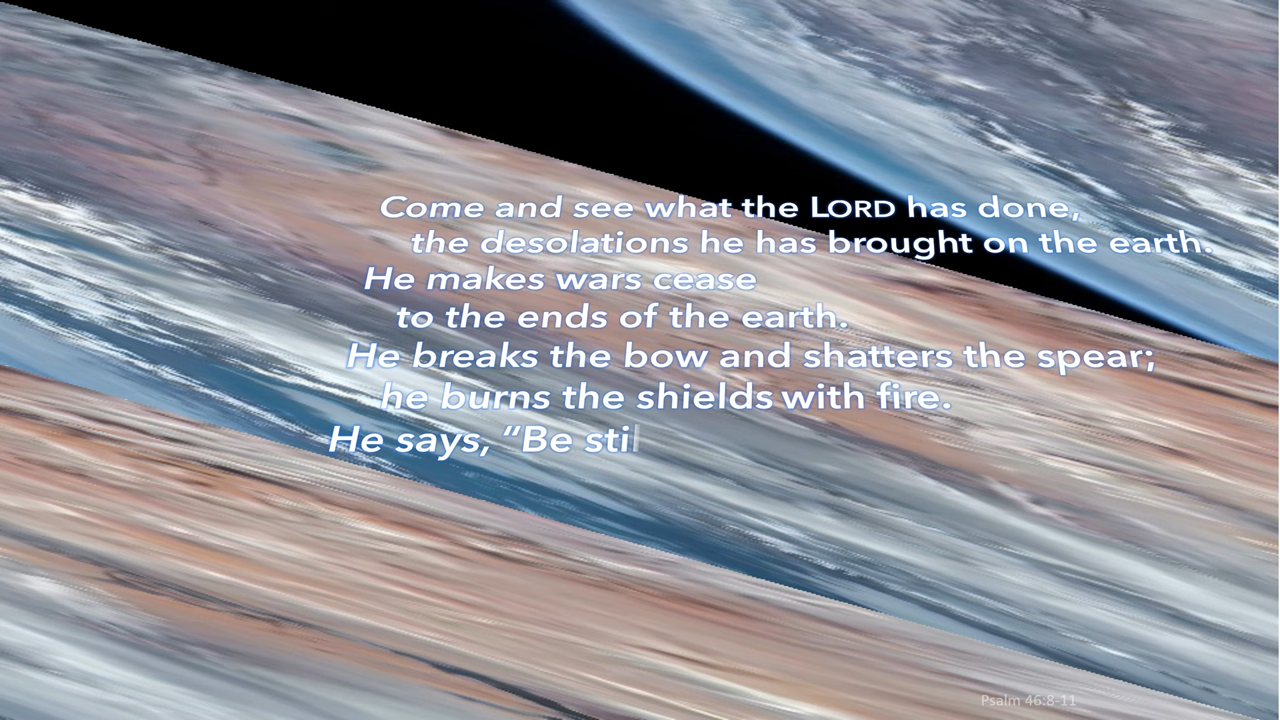 Come and see what the LORD has done,
the desolations he has brought on the earth.
He makes wars cease
to the ends of the earth.
He breaks the bow and shatters the spear;
he burns the shields with fire.
He says, “Be stil
Psalm 46:8-11